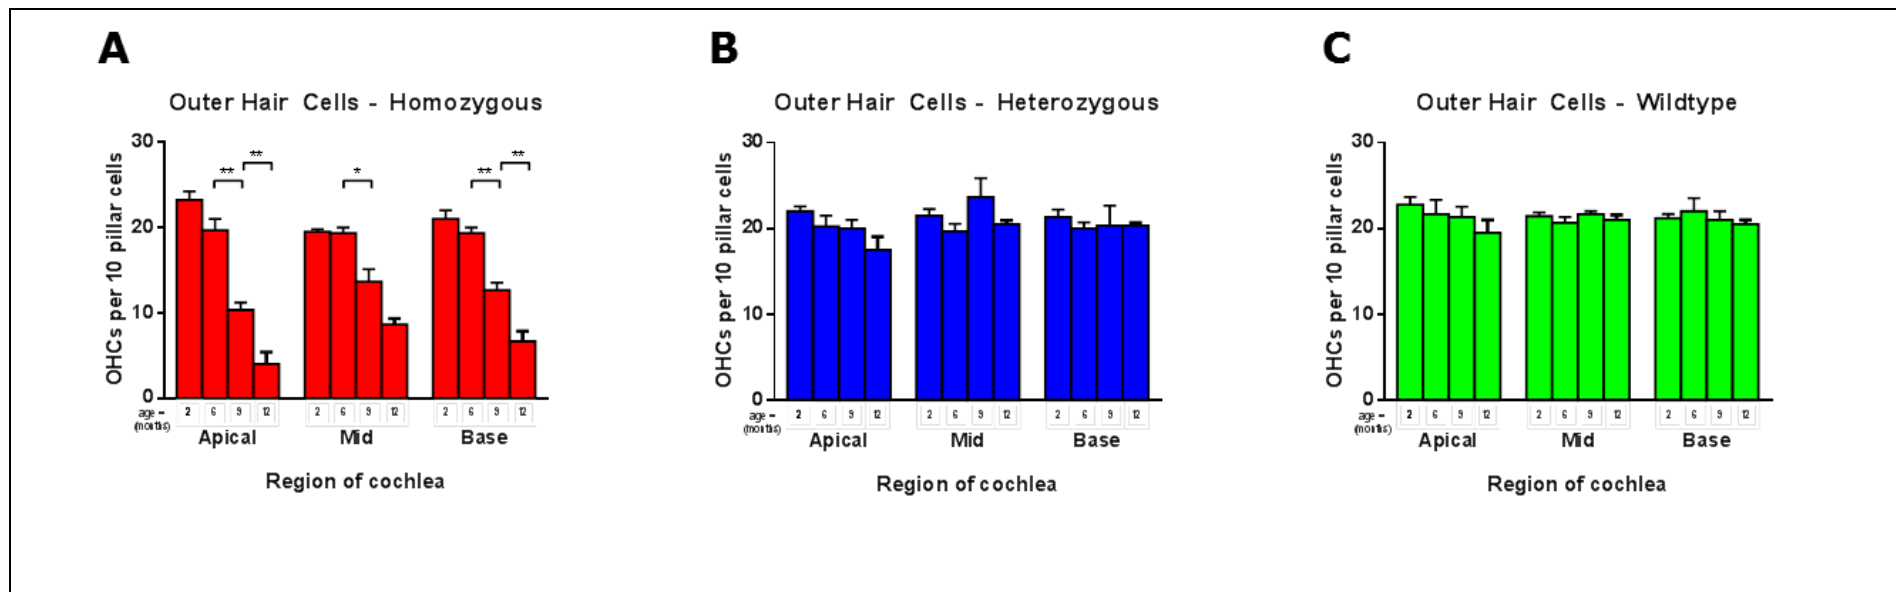 A
Outer Hair Cells - Homozygous
OHCs per 10 pillar cells
30
20
10
0
** ** * ** **
age - (months)
2 6 9 12 2 6 9 12 2 6 9 12
Apical Mid Base
Region of cochlea
B
Outer Hair Cells - Heterozygous
OHCs per 10 pillar cells
30
20
10
0
age - (months)
2 6 9 12 2 6 9 12 2 6 9 12
Apical Mid Base
Region of cochlea
C
Outer Hair Cells - Wildtype
OHCs per 10 pillar cells
30
20
10
0
age - (months)
2 6 9 12 2 6 9 12 2 6 9 12
Apical Mid Base
Region of cochlea